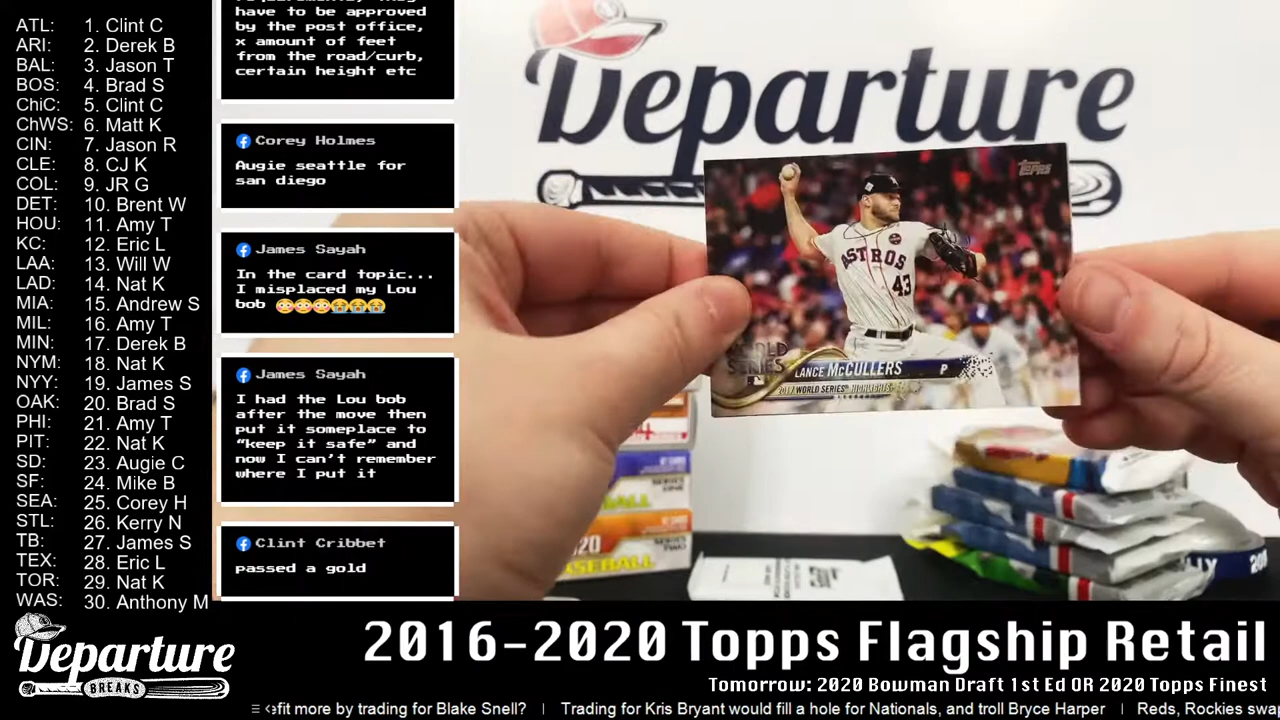 ATL: 1. Clint C
ARI: 2. Derek B
BAL: 3. Jason T
BOS: 4. Brad S
ChiC: 5. Clint C
ChWS: 6. Matt K
CIN: 7. Jason R
CLE: 8. CJ K
COL: 9. JR G
DET: 10. Brent W
HOU: 11. Amy T
KC: 12. Eric L
LAA: 13. Will W
LAD: 14. Nat K
MIA: 15. Andrew S
MIL: 16. Amy T
MIN: 17. Derek B
NYM: 18. Nat K
NYY: 19. James S
OAK: 20. Brad S
PHI: 21. Amy T
PIT: 22. Nat K
SD: 23. Augie C
SF: 24. Mike B
SEA: 25. Corey H
STL: 26. Kerry N
TB: 27. James S
TEX: 28. Eric L
TOR: 29. Nat K
WAS: 30. Anthony M
have to be approved
by the post office,
x amount of feet
from the road/curb,
certain height etc
Corey Holmes
Augie seattle for
san diego
James Sayah
In the card topic...
I misplaced my Lou
bob 😳😳😳😭😭😭
James Sayah
I had the Lou bob
after the move then
put it someplace to
“keep it safe” and
now I can't remember
where I put it
Clint Cribbet
passed a gold
Departure
TOPPS
ASTROS
43
WORLD
SERIES
LANCE McCULLERS P
2017 WORLD SERIES HIGHLIGHTS
SERIES
BALL
20
BASEBALL
Departure
BREAKS
2016-2020 Topps Flagship Retail
Tomorrow: 2020 Bowman Draft 1st Ed OR 2020 Topps Finest
efit more by trading for Blake Snell? | Trading for Kris Bryant would fill a hole for Nationals, and troll Bryce Harper | Reds, Rockies swap